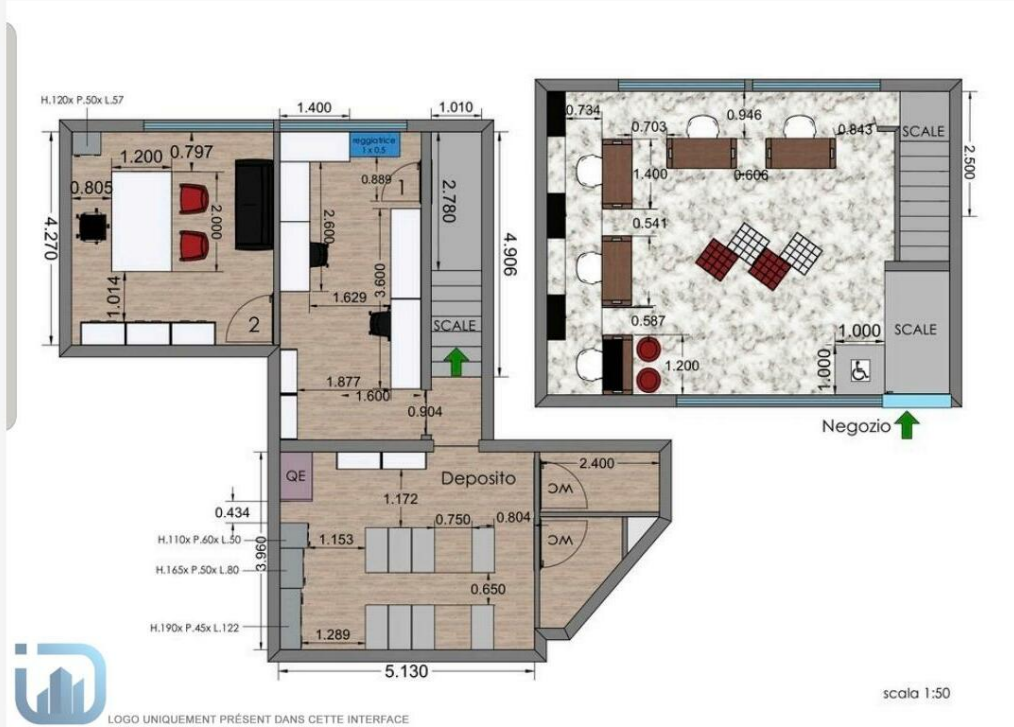 H.120x P.50x L.57
1.400
1.010
reggiatrice
1 x 0.5
1.200
0.797
0.805
2.000
4.270
1.014
2
0.889
1
2.600
3.600
1.629
2.780
4.906
SCALE
1.877
1.600
0.904
QE
Deposito
1.172
0.434
0.750
0.804
H.110x P.60x L.50
1.153
3.960
H.165x P.50x L.80
0.650
H.190x P.45x L.122
1.289
5.130
2.400
WC
WC
0.734
0.703
0.946
0.843
SCALE
2.500
1.400
0.606
0.541
0.587
1.200
1.000
1.000
SCALE
Negozio
scala 1:50
iD
LOGO UNIQUEMENT PRÉSENT DANS CETTE INTERFACE